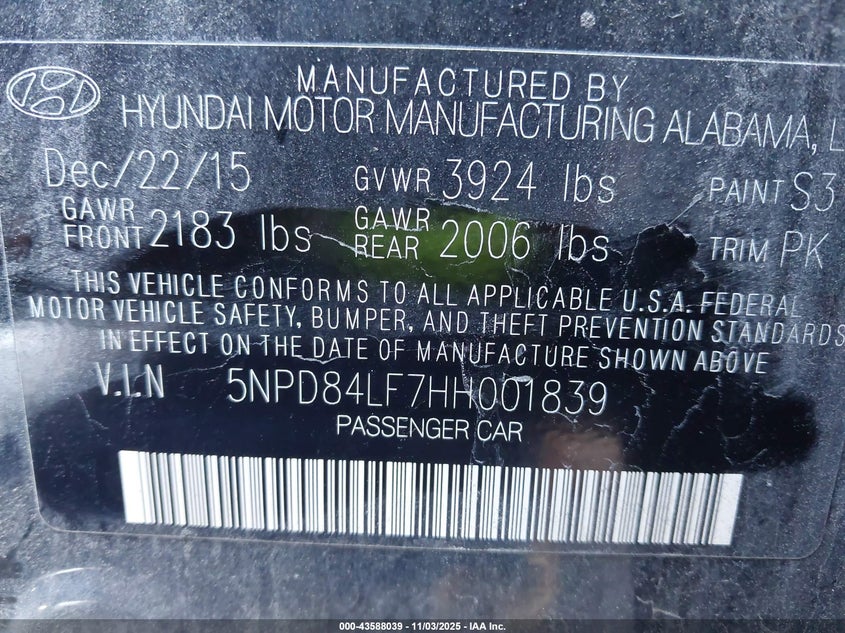 MANUFACTURED BY
HYUNDAI MOTOR MANUFACTURING ALABAMA, L
Dec/22/15 GVWR 3924 lbs PAINT S3
GAWR FRONT 2183 lbs GAWR REAR 2006 lbs TRIM PK
THIS VEHICLE CONFORMS TO ALL APPLICABLE U.S.A. FEDERAL
MOTOR VEHICLE SAFETY, BUMPER, AND THEFT PREVENTION STANDARDS
IN EFFECT ON THE DATE OF MANUFACTURE SHOWN ABOVE
V.I.N 5NPD84LF7HH001839
PASSENGER CAR
000-43588039 - 11/03/2025 - IAA Inc.